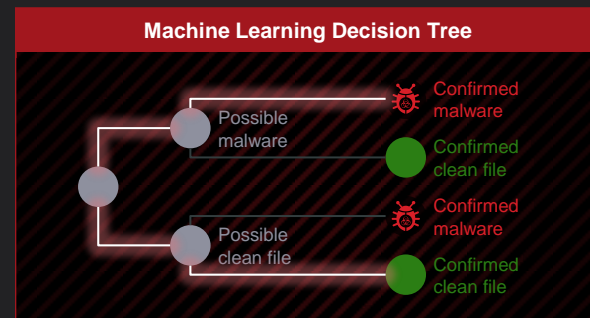 Machine Learning Decision Tree
Confirmed
malware
Possible
malware
Confirmed
clean file
Confirmed
malware
Possible
clean file
Confirmed
clean file